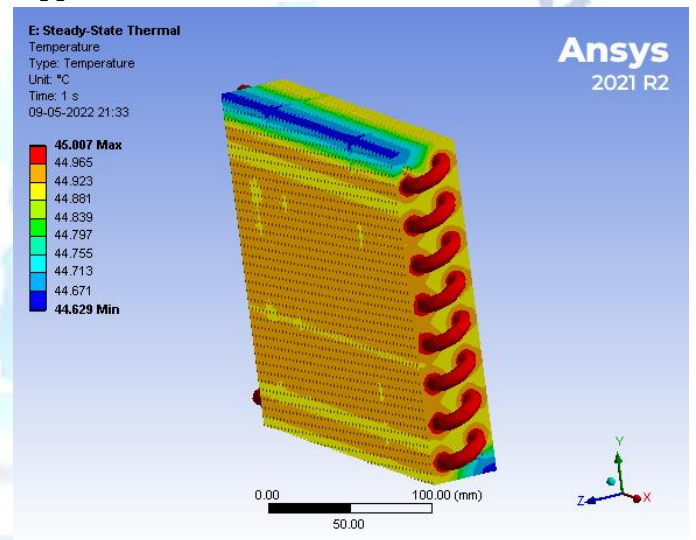 E: Steady-State Thermal
Temperature
Type: Temperature
Unit: °C
Time: 1 s
09-05-2022 21:33
45.007 Max
44.965
44.923
44.881
44.839
44.797
44.755
44.713
44.671
44.629 Min
Ansys
2021 R2
0.00
100.00 (mm)
50.00
Y
Z
X